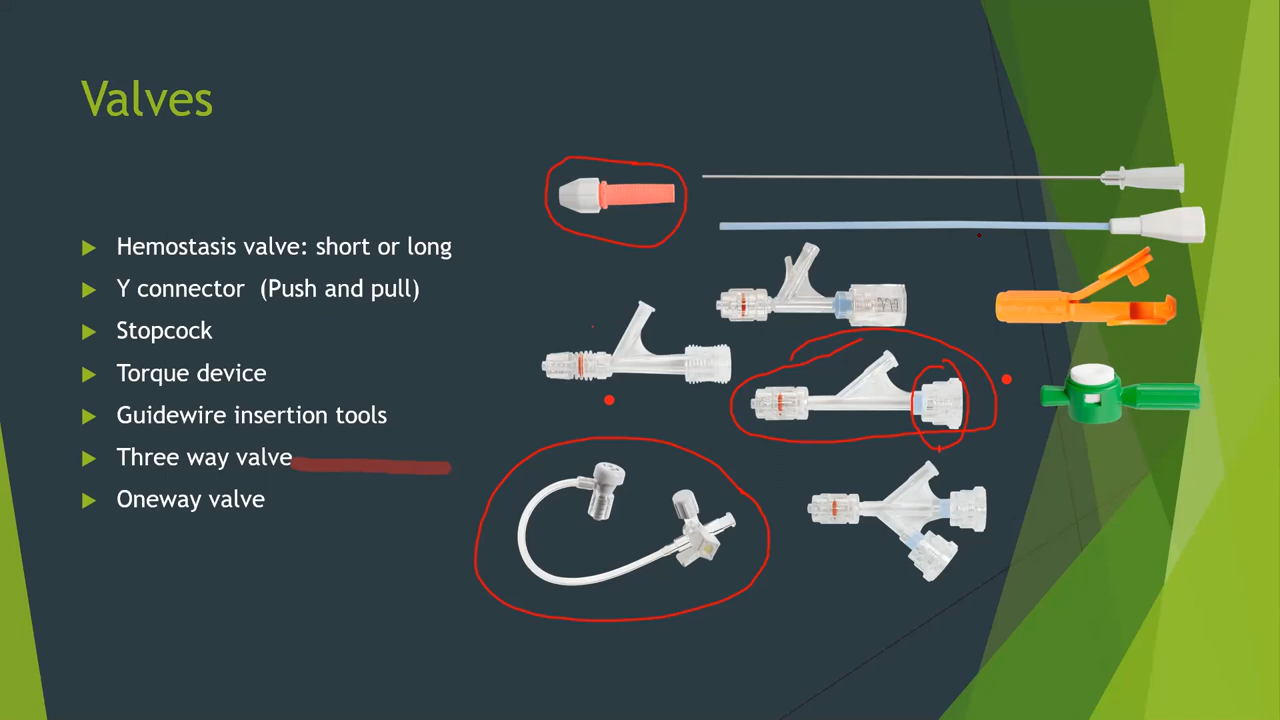 Valves
Hemostasis valve: short or long
Y connector (Push and pull)
Stopcock
Torque device
Guidewire insertion tools
Three way valve
Oneway valve